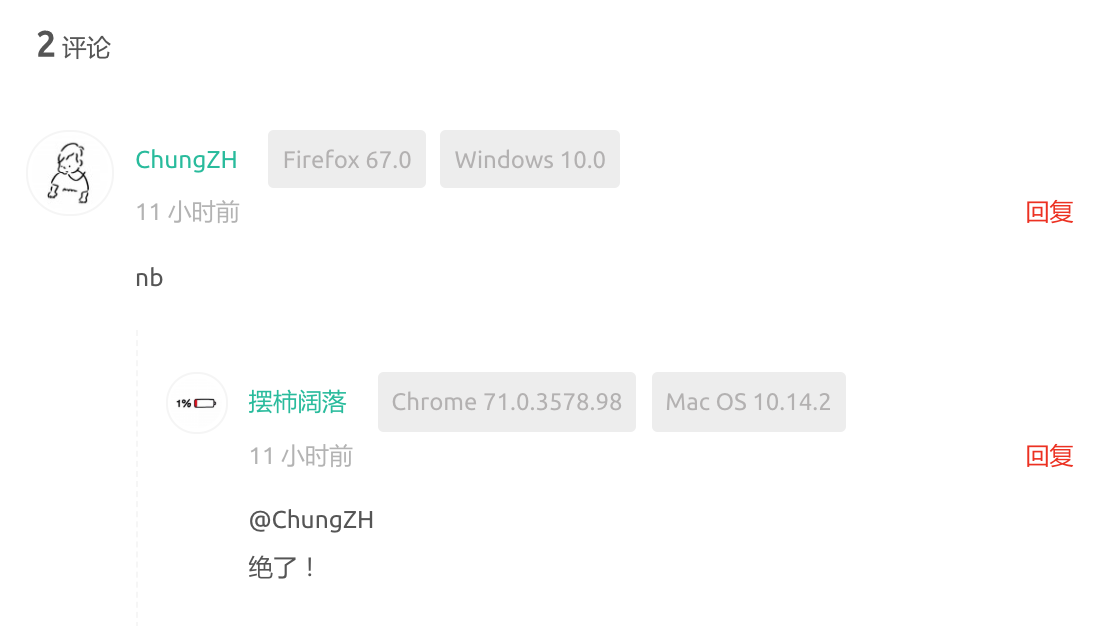 2 评论
ChungZH Firefox 67.0 Windows 10.0
11 小时前 回复
nb
1% 摆柿阔落 Chrome 71.0.3578.98 Mac OS 10.14.2
11 小时前 回复
@ChungZH
绝了！